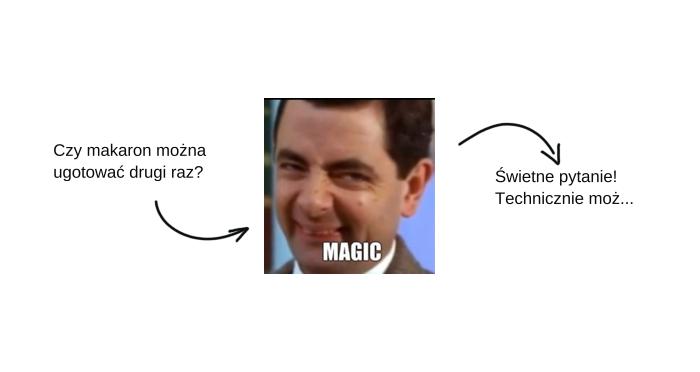 Czy makaron można
ugotować drugi raz?
MAGIC
Świetne pytanie!
Technicznie moż...